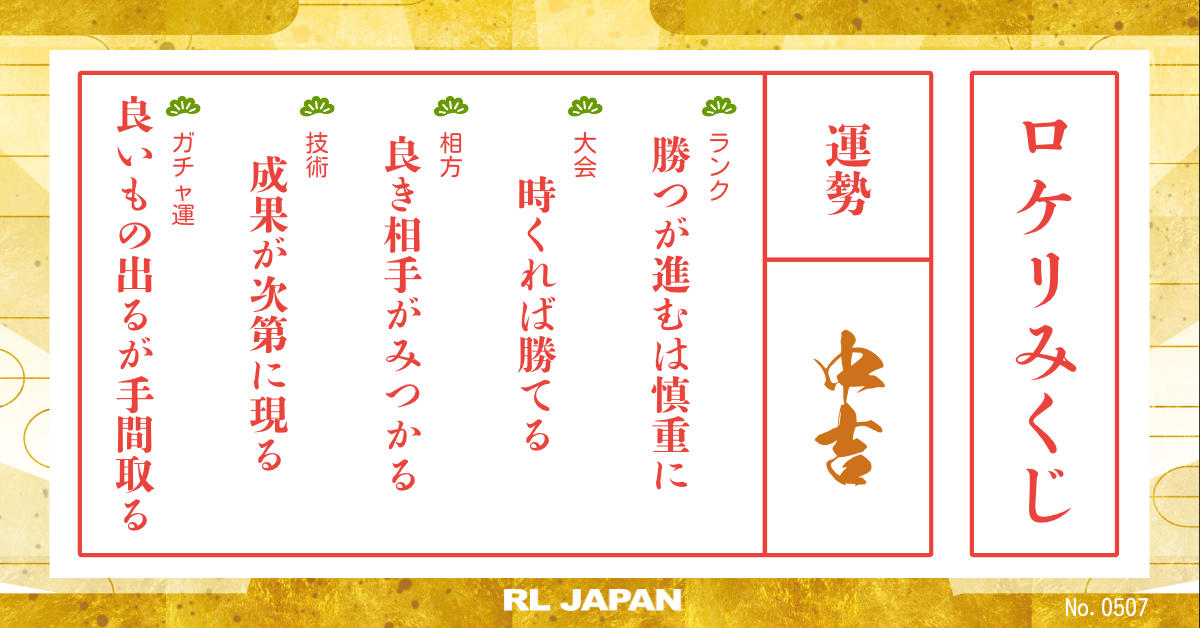 ロケリみくじ
運勢
中吉
ランク
勝つが進むは慎重に
大会
時くれば勝てる
相方
良き相手がみつかる
技術
成果が次第に現る
ガチャ運
良いもの出るが手間取る
RL JAPAN
No. 0507